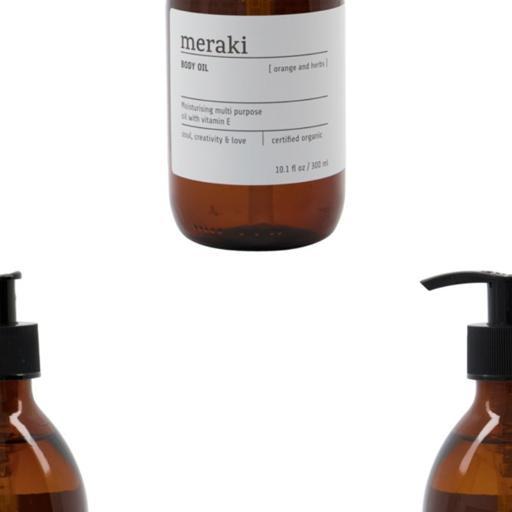 meraki
BODY OIL [ orange and herbs ]
Moisturising multi purpose
oil with vitamin E
soul, creativity & love | certified organic
10.1 fl oz / 300 ml